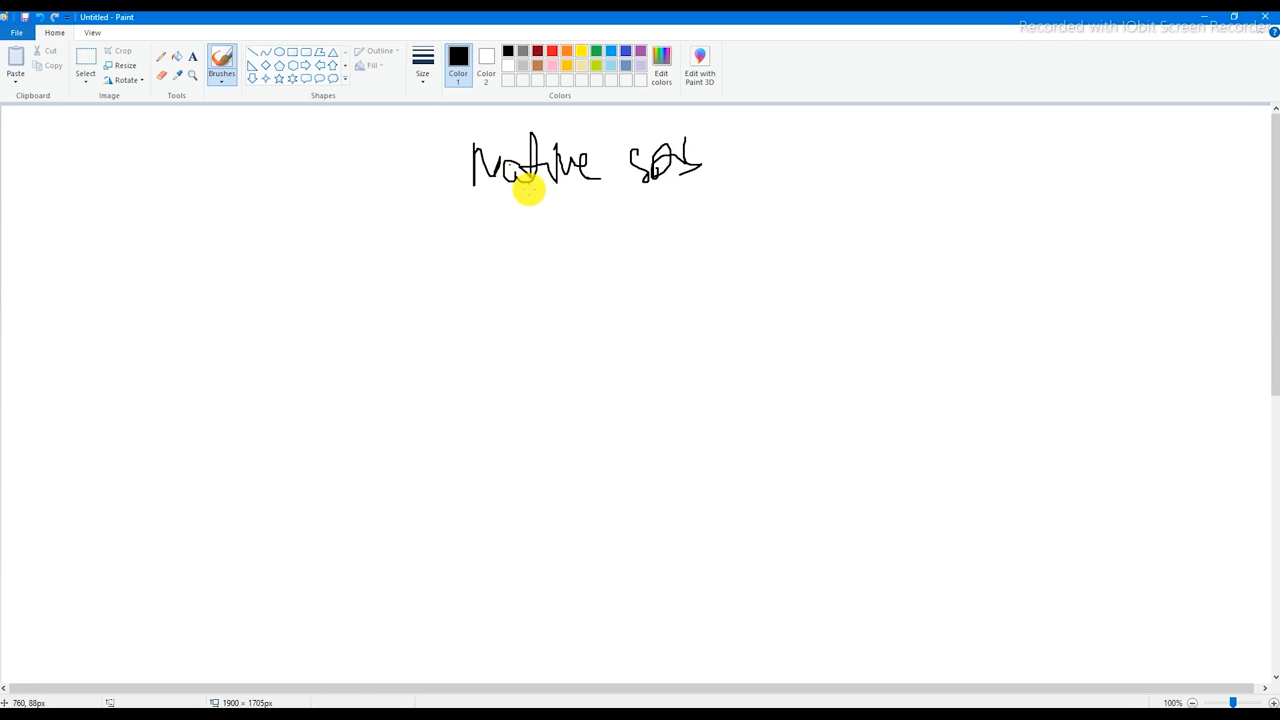 Untitled - Paint
Recorded with IObit Screen Recorder
File Home View
Paste Cut Copy Select Crop Resize Rotate Brushes Outline Fill Size Color 1 Color 2 Edit colors Edit with Paint 3D
Clipboard Image Tools Shapes Colors
Native
760, 88px 1900 × 1705px 100%